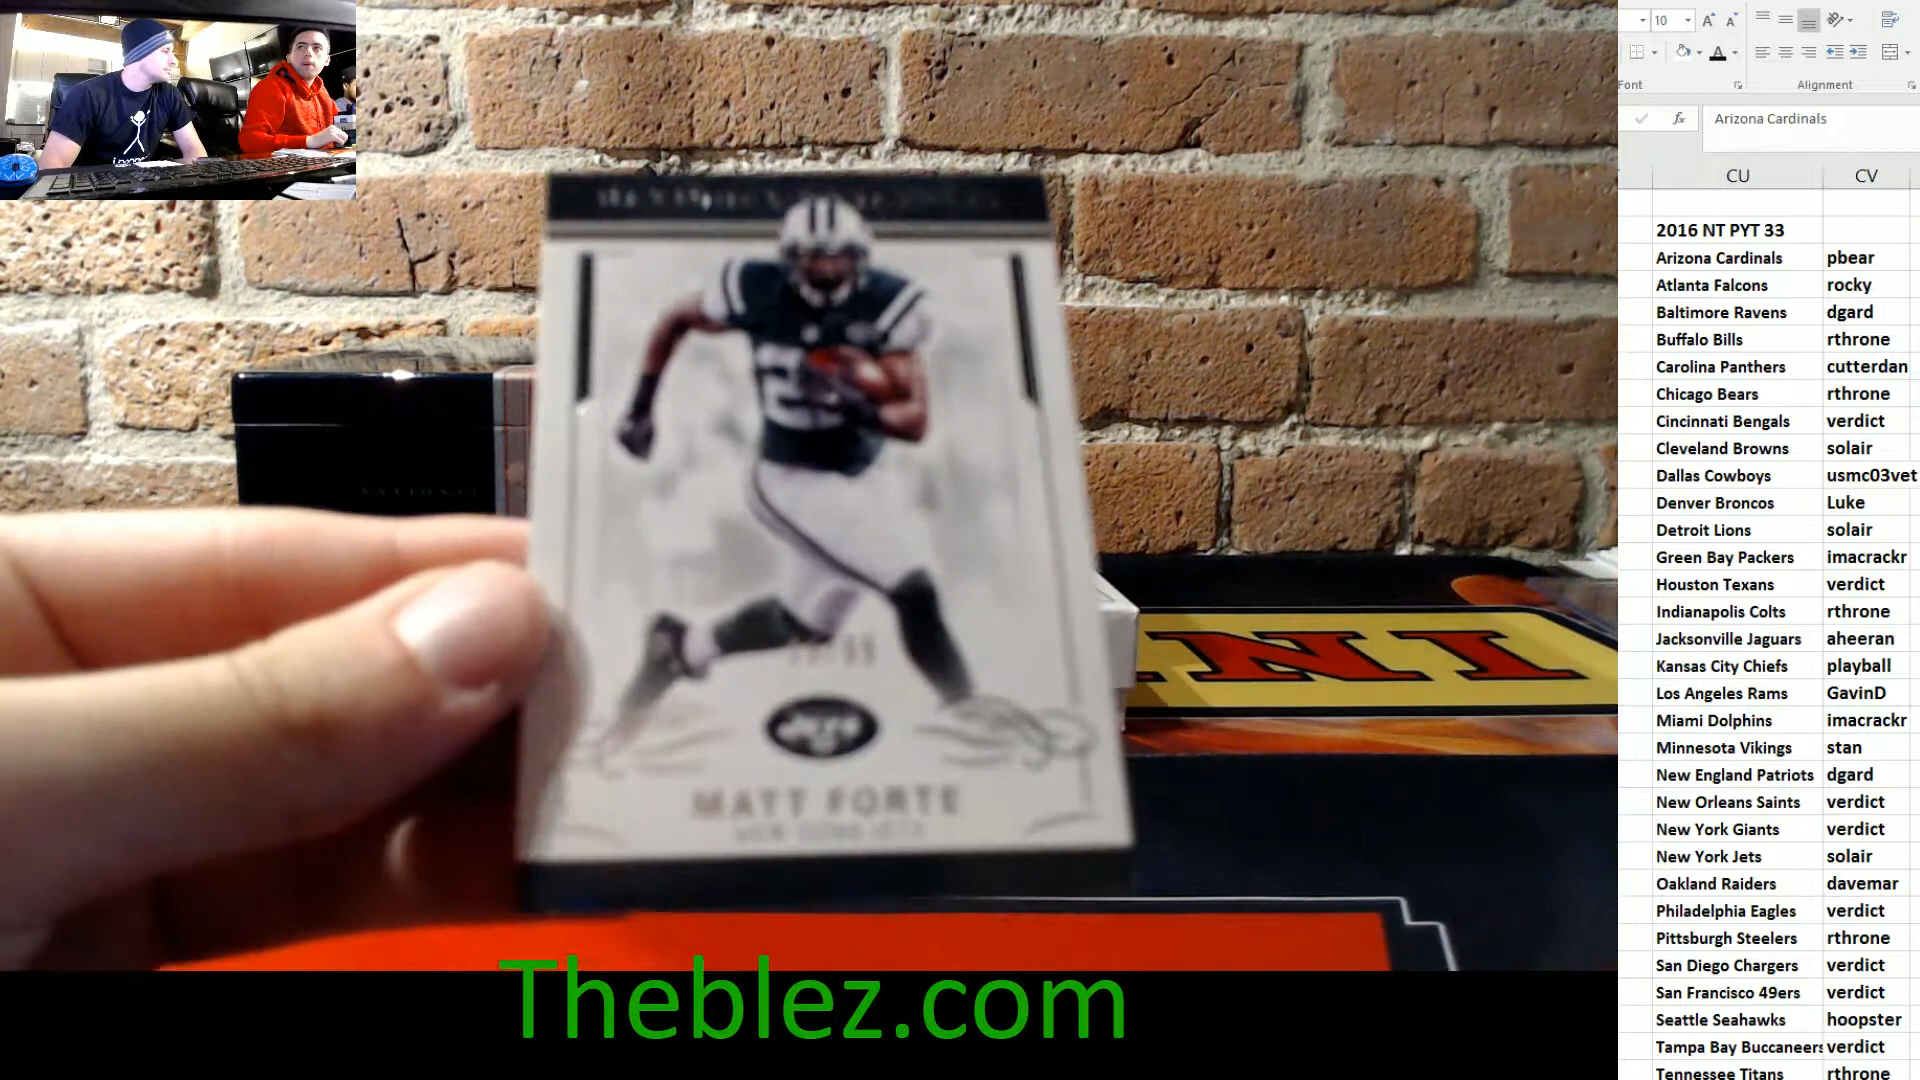 10
Font
Alignment
fx
Arizona Cardinals
CU CV
2016 NT PYT 33
Arizona Cardinals pbear
Atlanta Falcons rocky
Baltimore Ravens dgard
Buffalo Bills rthrone
Carolina Panthers cutterdan
Chicago Bears rthrone
Cincinnati Bengals verdict
Cleveland Browns solair
Dallas Cowboys usmc03vet
Denver Broncos Luke
Detroit Lions solair
Green Bay Packers imacrackr
Houston Texans verdict
Indianapolis Colts rthrone
Jacksonville Jaguars aheeran
Kansas City Chiefs playball
Los Angeles Rams GavinD
Miami Dolphins imacrackr
Minnesota Vikings stan
New England Patriots dgard
New Orleans Saints verdict
New York Giants verdict
New York Jets solair
Oakland Raiders davemar
Philadelphia Eagles verdict
Pittsburgh Steelers rthrone
San Diego Chargers verdict
San Francisco 49ers verdict
Seattle Seahawks hoopster
Tampa Bay Buccaneers verdict
Tennessee Titans rthrone
JETS
MATT FORTE
NEW YORK JETS
Theblez.com